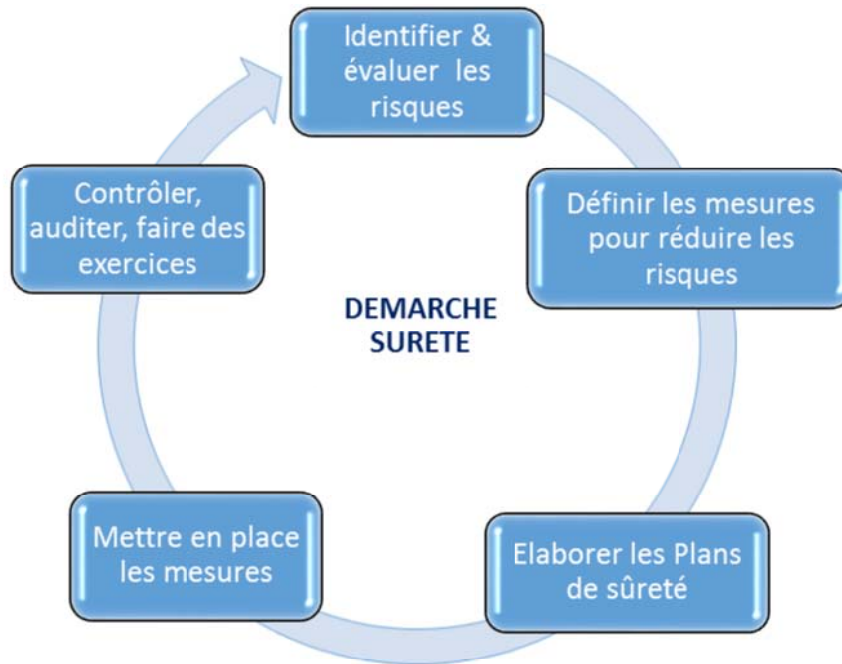 Identifier &
évaluer les
risques
Définir les mesures
pour réduire les
risques
Elaborer les Plans
de sûreté
Mettre en place
les mesures
Contrôler,
auditer, faire des
exercices
DEMARCHE
SURETE